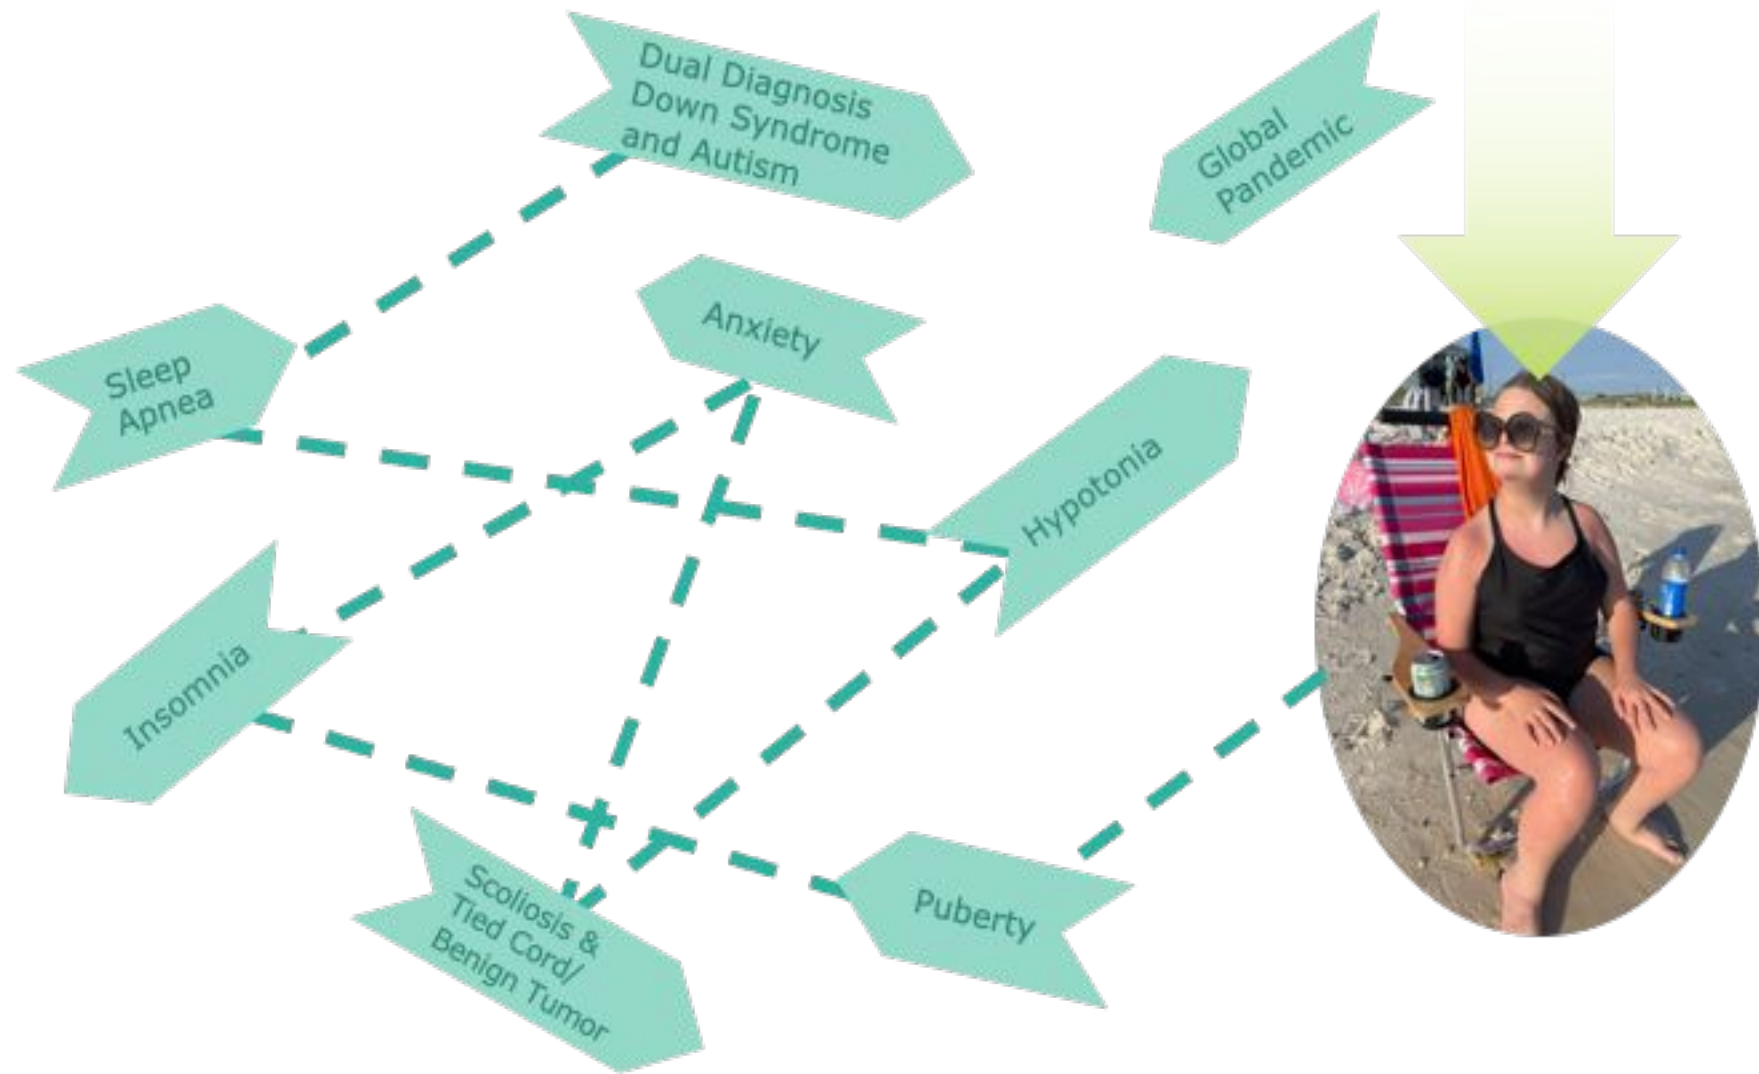 Dual Diagnosis
Down Syndrome
and Autism
Global
Pandemic
Anxiety
Sleep
Apnea
Hypotonia
Insomnia
Scoliosis &
Tied Cord/
Benign Tumor
Puberty